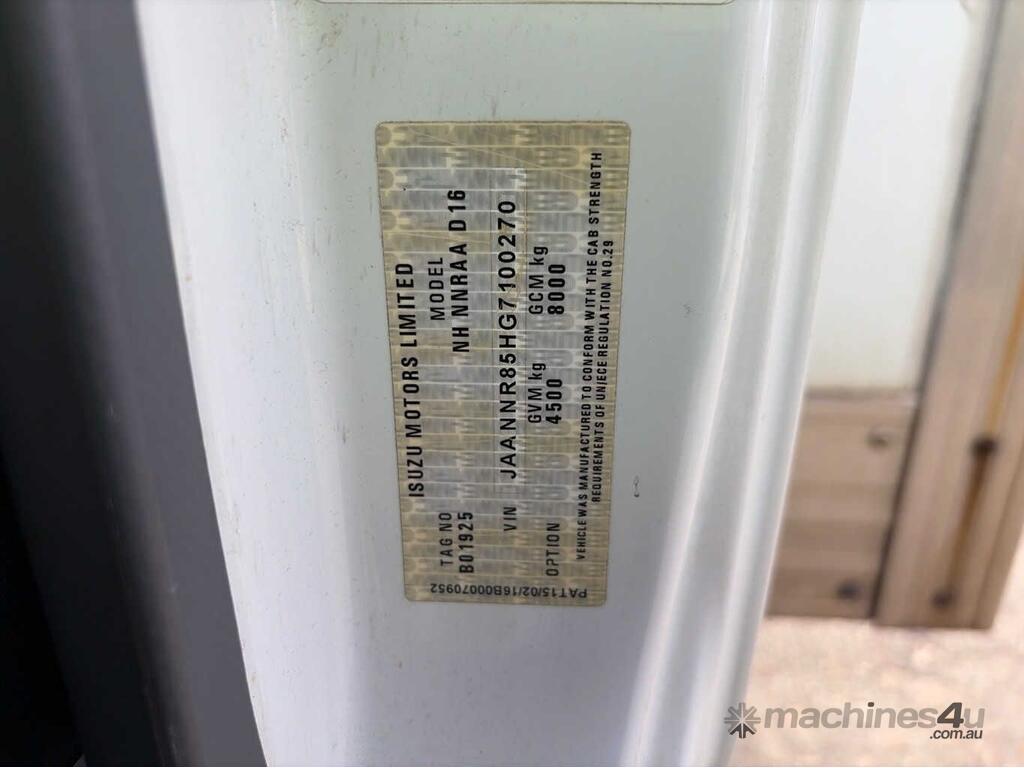 ISUZU MOTORS LIMITED
TAG NO MODEL
B01925 NH NNRAA D16
VIN JAANNR85HG7100270
GVM kg GCM kg
OPTION 4500 8000
VEHICLE WAS MANUFACTURED TO CONFORM WITH THE CAB STRENGTH
REQUIREMENTS OF UN/ECE REGULATION NO.29
PAT15/02/16B00070952
machines4u
.com.au